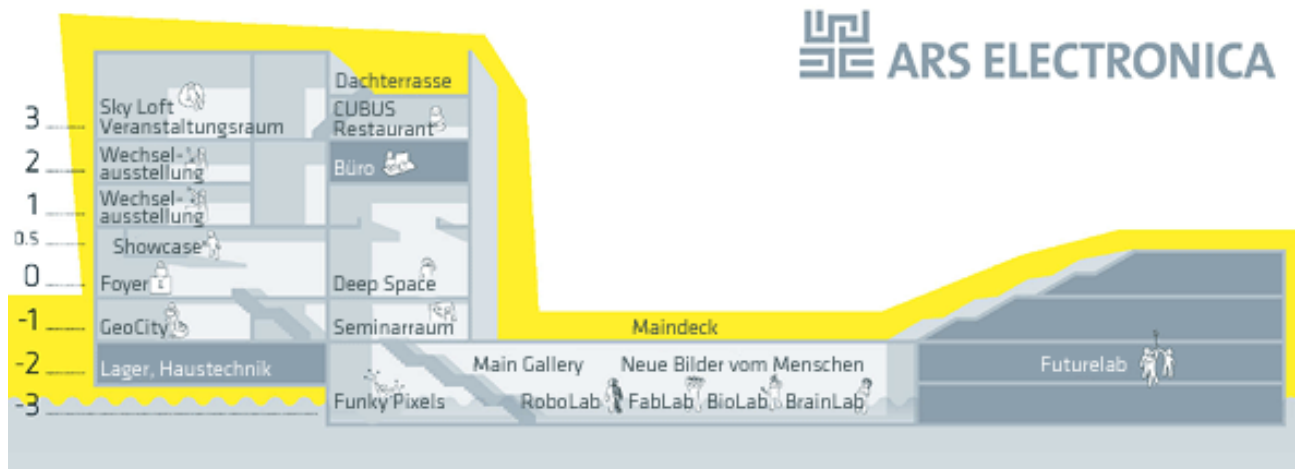 ARS ELECTRONICA
Dachterrasse
3
Sky Loft
Veranstaltungsraum
CUBUS
Restaurant
2
Wechsel-
ausstellung
Büro
1
Wechsel-
ausstellung
0.5
Showcase
0
Foyer
Deep Space
-1
GeoCity
Seminarraum
Maindeck
-2
Lager, Haustechnik
Main Gallery
Neue Bilder vom Menschen
Futurelab
-3
Funky Pixels
RoboLab
FabLab
BioLab
BrainLab